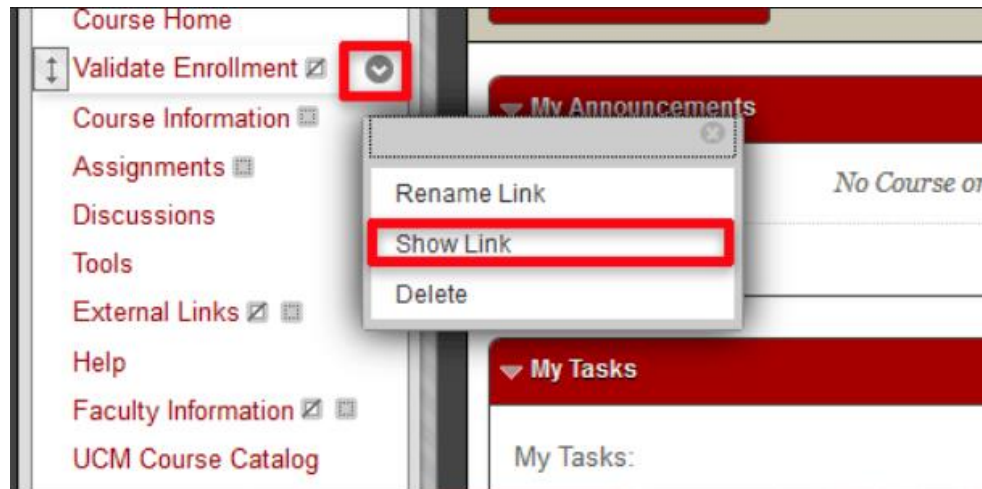 Course Home
Validate Enrollment
Course Information
Assignments
Discussions
Tools
External Links
Help
Faculty Information
UCM Course Catalog
Rename Link
Show Link
Delete
My Announcements
No Course or
My Tasks
My Tasks: